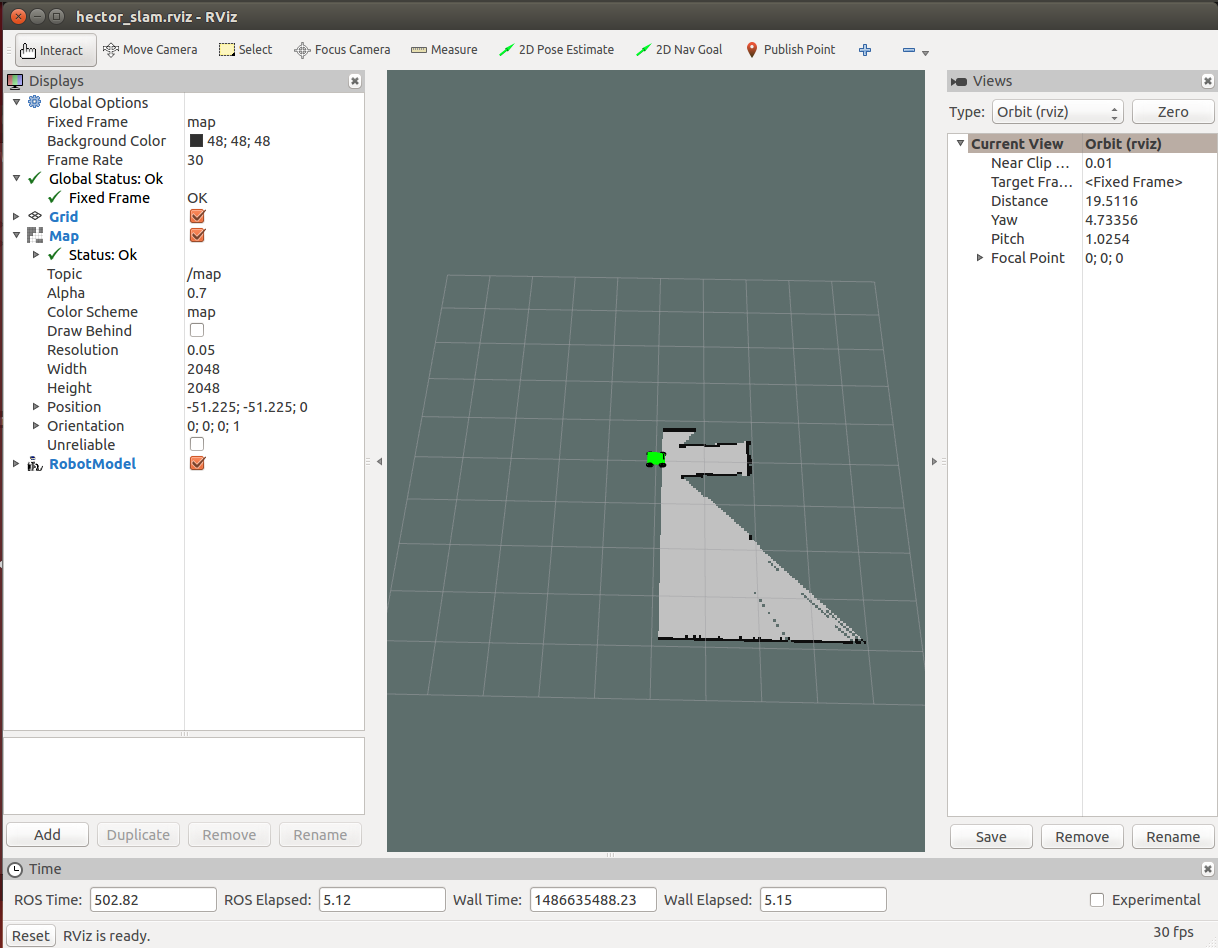 hector_slam.rviz - RViz
Interact Move Camera Select Focus Camera Measure 2D Pose Estimate 2D Nav Goal Publish Point
Displays
Global Options
Fixed Frame map
Background Color 48; 48; 48
Frame Rate 30
Global Status: Ok
Fixed Frame OK
Grid
Map
Status: Ok
Topic /map
Alpha 0.7
Color Scheme map
Draw Behind
Resolution 0.05
Width 2048
Height 2048
Position -51.225; -51.225; 0
Orientation 0; 0; 0; 1
Unreliable
RobotModel
Add Duplicate Remove Rename
Views
Type: Orbit (rviz) Zero
Current View Orbit (rviz)
Near Clip ... 0.01
Target Fra... <Fixed Frame>
Distance 19.5116
Yaw 4.73356
Pitch 1.0254
Focal Point 0; 0; 0
Save Remove Rename
Time
ROS Time: 502.82 ROS Elapsed: 5.12 Wall Time: 1486635488.23 Wall Elapsed: 5.15 Experimental
Reset RViz is ready. 30 fps